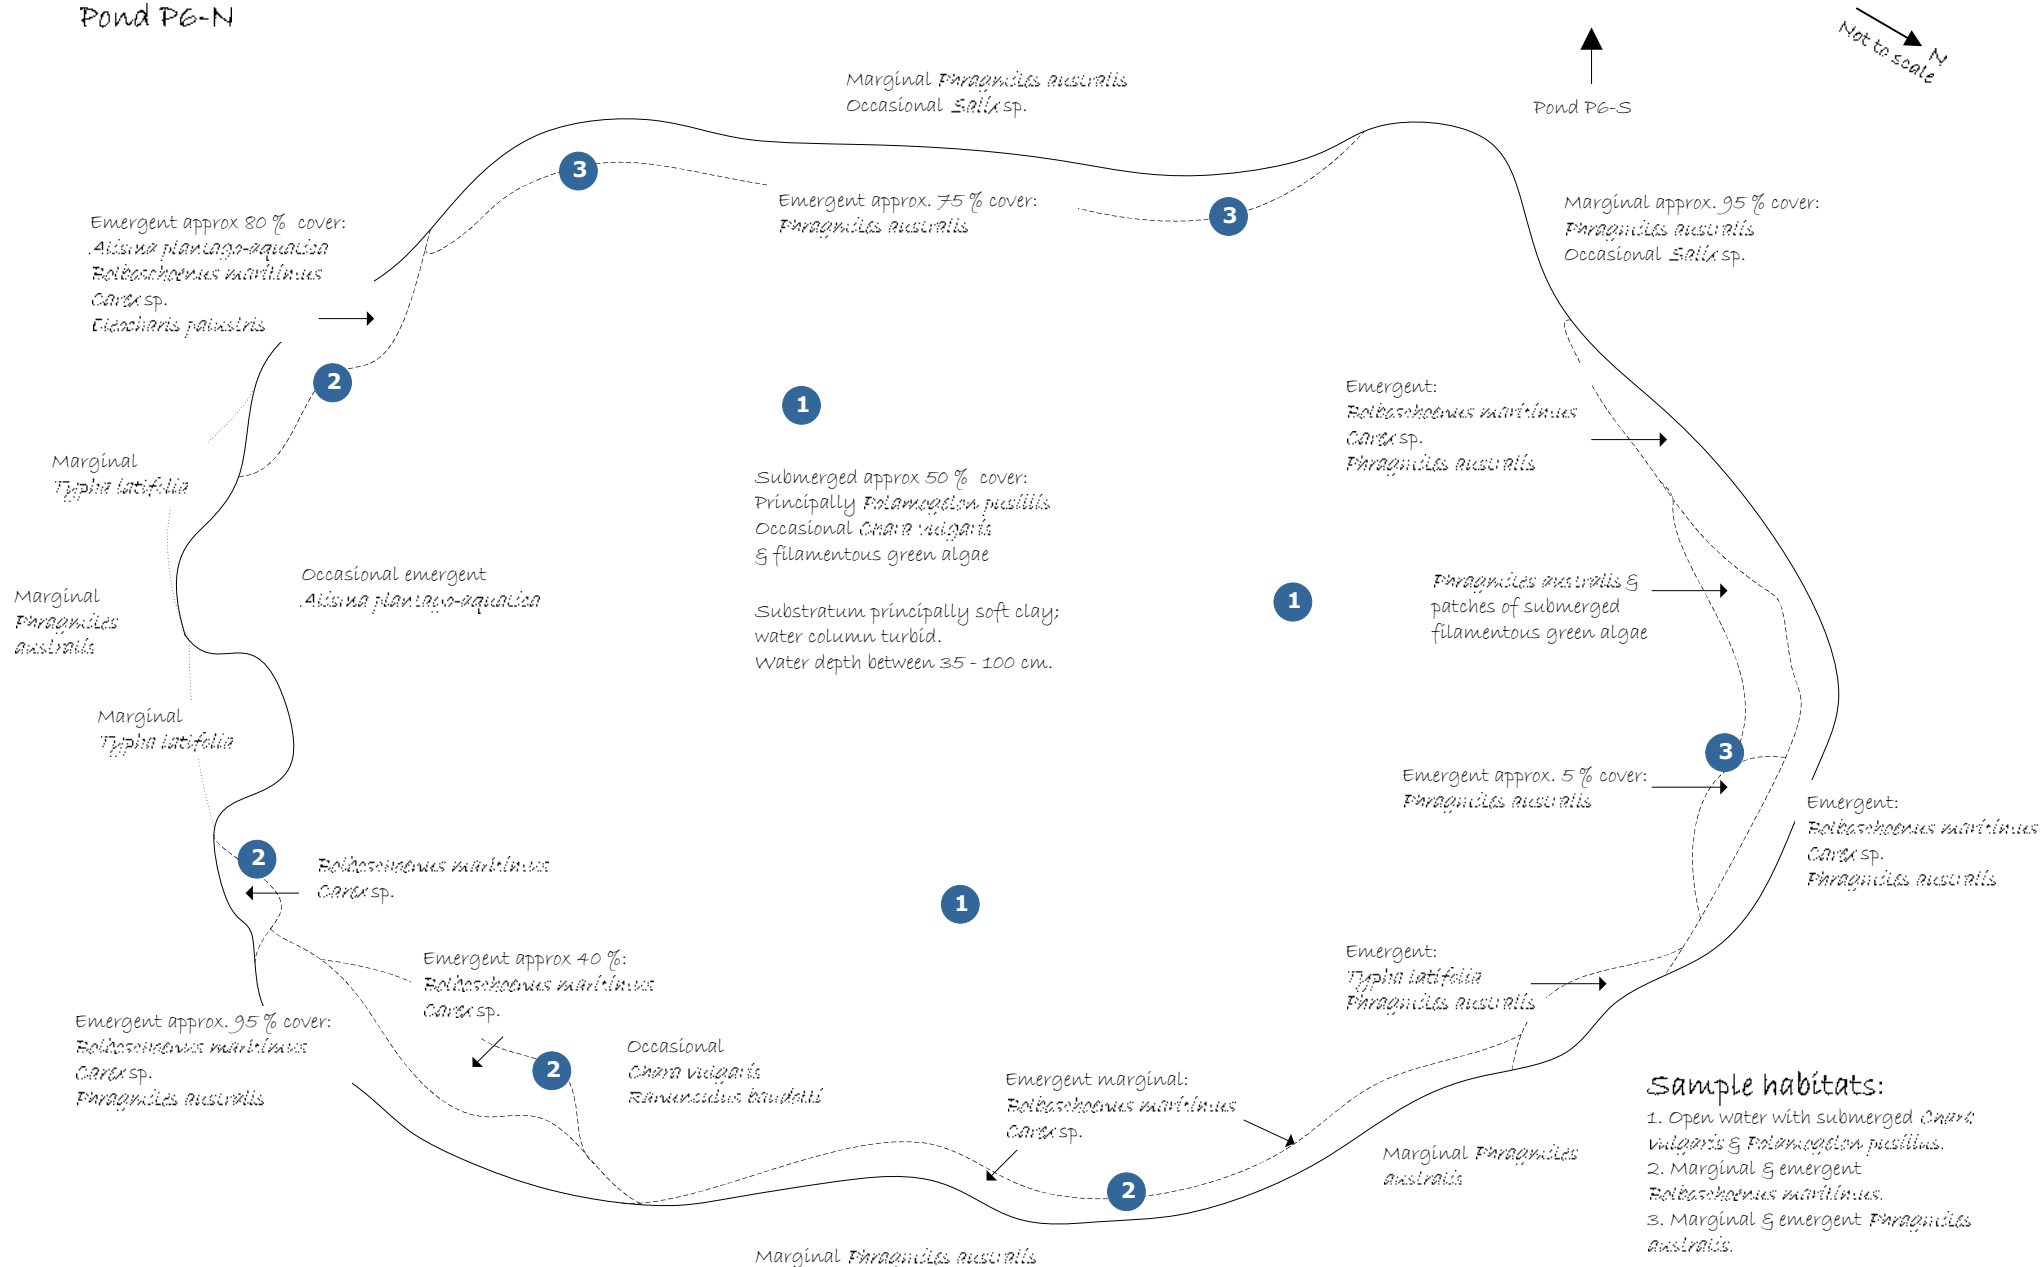 Pond P6-N
Not to scale
N
Pond P6-S
Marginal Phragmites australis
Occasional Salix sp.
Emergent approx 80 % cover:
Alisma plantago-aquatica
Bolboschoenus maritimus
Carex sp.
Eleocharis palustris
3
Emergent approx. 75 % cover:
Phragmites australis
3
Marginal approx. 95 % cover:
Phragmites australis
Occasional Salix sp.
2
1
Emergent:
Bolboschoenus maritimus
Carex sp.
Phragmites australis
Marginal
Typha latifolia
Submerged approx 50 % cover:
Principally Potamogeton pusillis
Occasional Chara vulgaris
& filamentous green algae
Substratum principally soft clay;
water column turbid.
Water depth between 35 - 100 cm.
Occasional emergent
Alisma plantago-aquatica
Marginal
Phragmites
australis
1
Phragmites australis &
patches of submerged
filamentous green algae
Marginal
Typha latifolia
3
Emergent approx. 5 % cover:
Phragmites australis
Emergent:
Bolboschoenus maritimus
Carex sp.
Phragmites australis
2
Bolboschoenus maritimus
Carex sp.
1
Emergent approx 40 %:
Bolboschoenus maritimus
Carex sp.
Emergent:
Typha latifolia
Phragmites australis
Emergent approx. 95 % cover:
Bolboschoenus maritimus
Carex sp.
Phragmites australis
2
Occasional
Chara vulgaris
Ranunculus baudotii
Emergent marginal:
Bolboschoenus maritimus
Carex sp.
2
Marginal Phragmites
australis
Marginal Phragmites australis
Sample habitats:
1. Open water with submerged Chara
vulgaris & Potamogeton pusillus.
2. Marginal & emergent
Bolboschoenus maritimus.
3. Marginal & emergent Phragmites
australis.